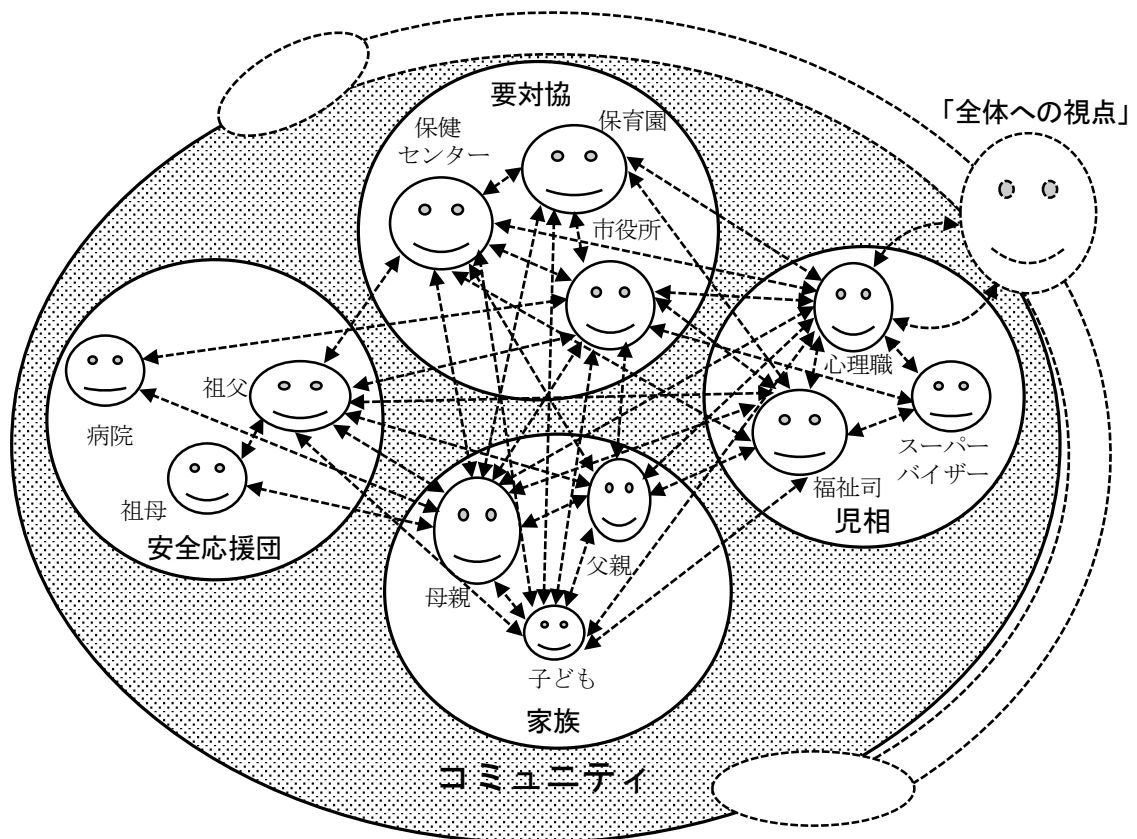 要対協
保健
センター
保育園
市役所
「全体への視点」
心理職
スーパー
バイザー
福祉司
児相
祖父
病院
祖母
安全応援団
父親
母親
子ども
家族
コミュニティ